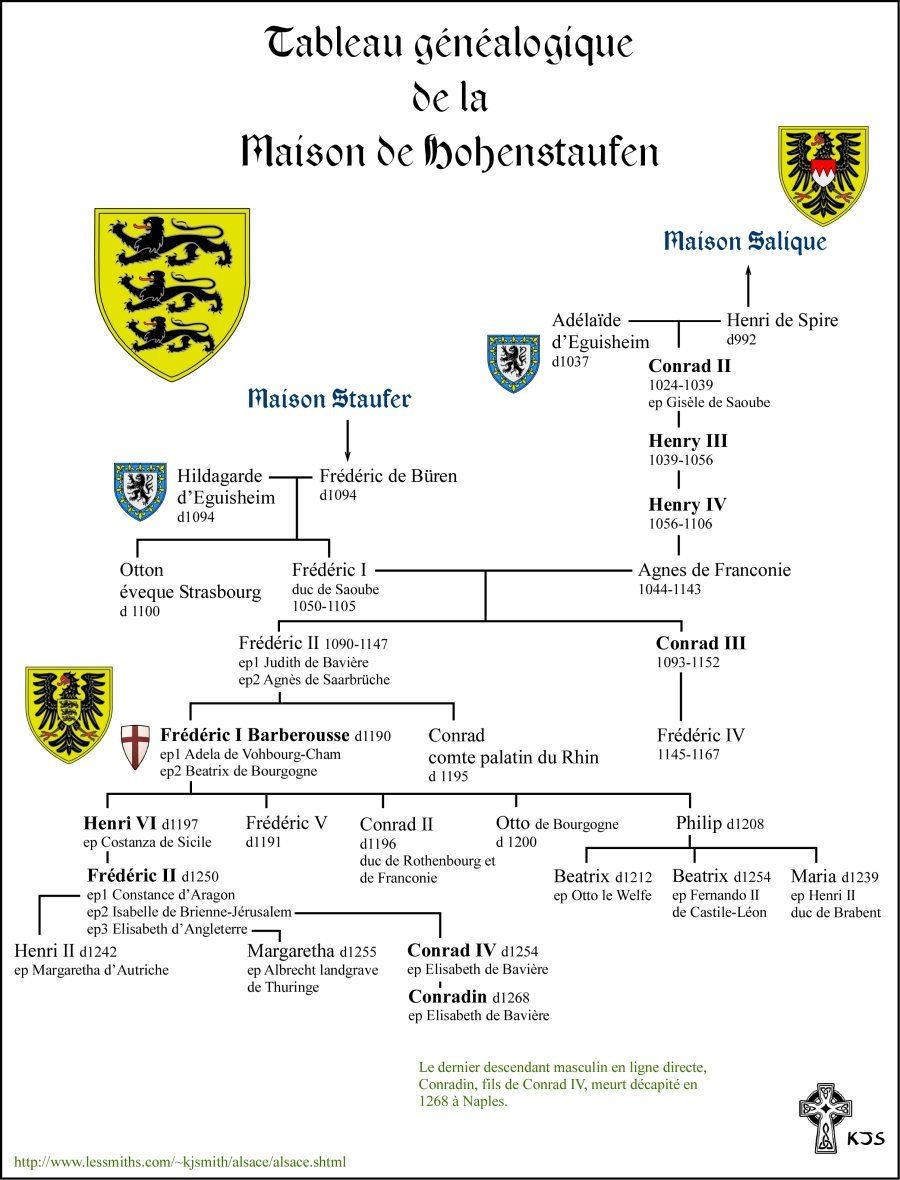 Tableau généalogique
de la
Maison de Hohenstaufen
Maison Salique
Adélaïde
d'Eguisheim
d1037
Henri de Spire
d992
Conrad II
1024-1039
ep Gisèle de Saoube
Maison Staufer
Henry III
1039-1056
Hildagarde
d'Eguisheim
d1094
Frédéric de Büren
d1094
Henry IV
1056-1106
Otton
éveque Strasbourg
d 1100
Frédéric I
duc de Saoube
1050-1105
Agnes de Franconie
1044-1143
Frédéric II 1090-1147
ep1 Judith de Bavière
ep2 Agnès de Saarbrüche
Conrad III
1093-1152
Frédéric I Barberousse d1190
ep1 Adela de Vohbourg-Cham
ep2 Beatrix de Bourgogne
Conrad
comte palatin du Rhin
d 1195
Frédéric IV
1145-1167
Henri VI d1197
ep Costanza de Sicile
Frédéric V
d1191
Conrad II
d1196
duc de Rothenbourg et
de Franconie
Otto de Bourgogne
d 1200
Philip d1208
Frédéric II d1250
ep1 Constance d'Aragon
ep2 Isabelle de Brienne-Jérusalem
ep3 Elisabeth d'Angleterre
Beatrix d1212
ep Otto le Welfe
Beatrix d1254
ep Fernando II
de Castile-Léon
Maria d1239
ep Henri II
duc de Brabent
Henri II d1242
ep Margaretha d'Autriche
Margaretha d1255
ep Albrecht landgrave
de Thuringe
Conrad IV d1254
ep Elisabeth de Bavière
Conradin d1268
ep Elisabeth de Bavière
Le dernier descendant masculin en ligne directe,
Conradin, fils de Conrad IV, meurt décapité en
1268 à Naples.
KJS
http://www.lessmiths.com/~kjsmith/alsace/alsace.shtml